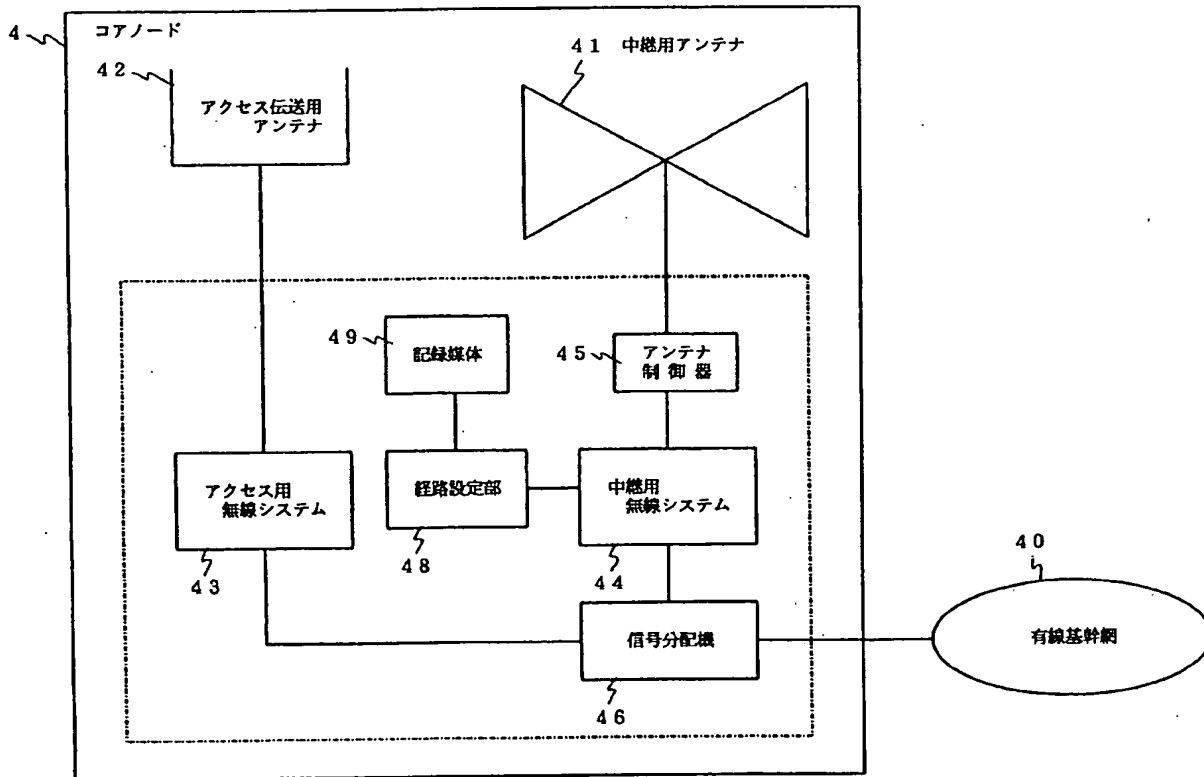 4
コアノード
42
アクセス伝送用
アンテナ
41 中継用アンテナ
49
記録媒体
45
アンテナ
制御器
アクセス用
無線システム
43
経路設定部
48
中継用
無線システム
44
信号分配機
46
40
有線基幹網